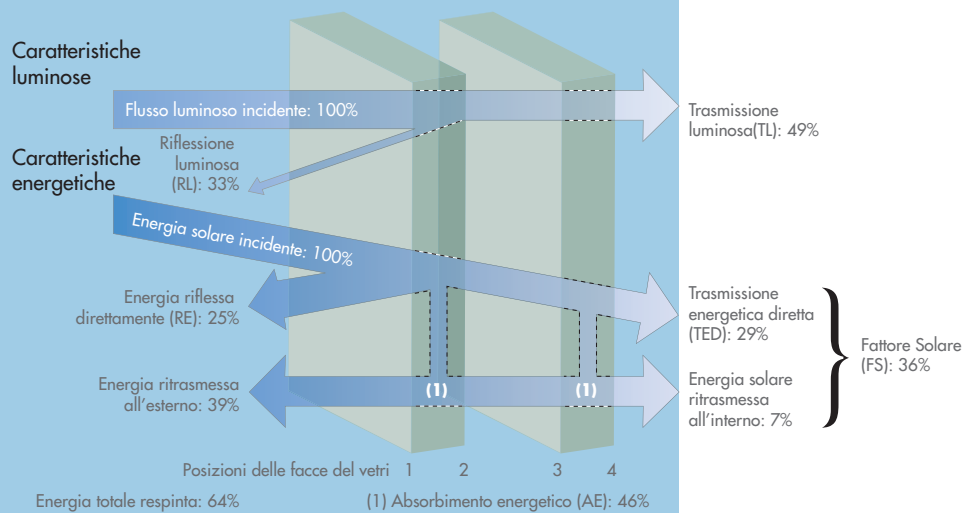 Caratteristiche
luminose
Flusso luminoso incidente: 100%
Trasmissione
luminosa(TL): 49%
Riflessione
luminosa
(RL): 33%
Caratteristiche
energetiche
Energia solare incidente: 100%
Energia riflessa
direttamente (RE): 25%
Trasmissione
energetica diretta
(TED): 29%
Fattore Solare
(FS): 36%
Energia ritrasmessa
all'esterno: 39%
(1)
(1)
Energia solare
ritrasmessa
all'interno: 7%
Posizioni delle facce del vetri 1 2 3 4
Energia totale respinta: 64%
(1) Absorbimento energetico (AE): 46%